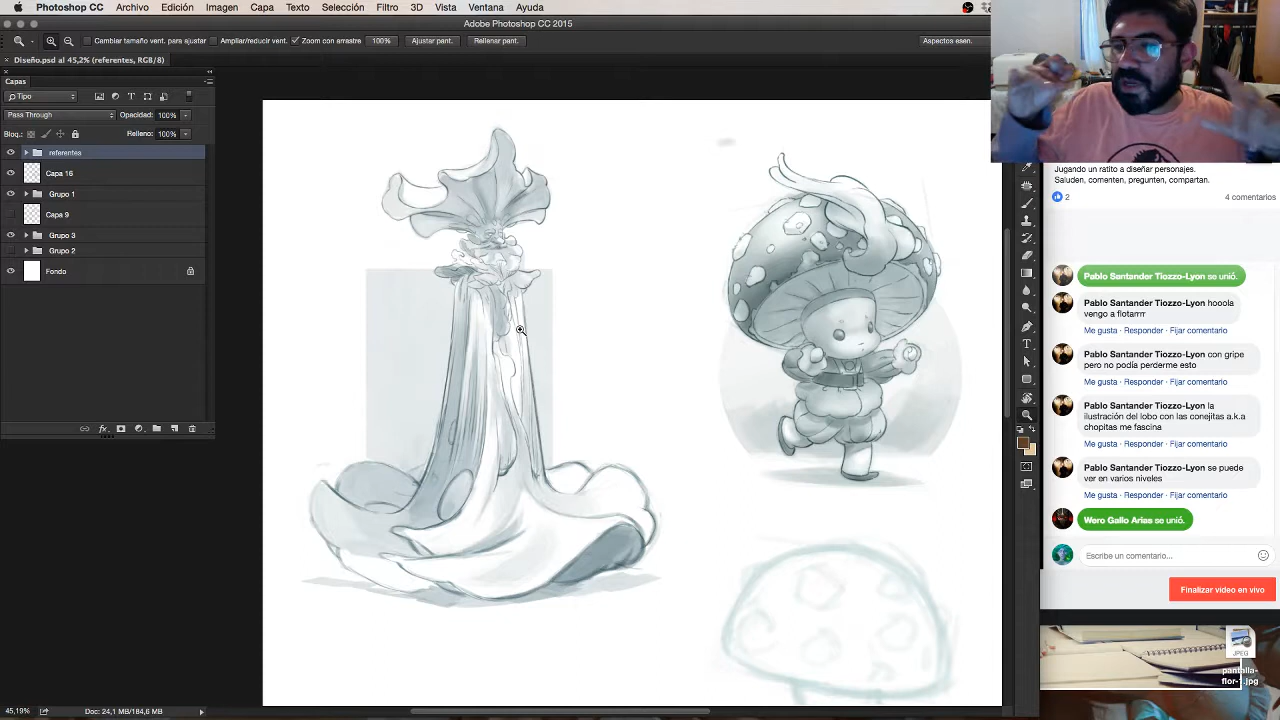 Photoshop CC Archivo Edición Imagen Capa Texto Selección Filtro 3D Vista Ventana Ayuda
Adobe Photoshop CC 2015
Cambiar tamaño vent. para ajustar Ampliar/reducir vent. Zoom con arrastre 100% Ajustar pant. Rellenar pant. Aspectos esen.
× Diseño.psd al 45,2% (referentes, RGB/8)
Capas
Tipo
Pass Through Opacidad: 100%
Bloq.: Relleno: 100%
referentes
Capa 10
Grupo 1
Capa 9
Grupo 3
Grupo 2
Fondo
fx
Jugando un ratito a diseñar personajes.
Saluden, comenten, pregunten, compartan.
2 4 comentarios
Pablo Santander Tiozzo-Lyon se unió.
Pablo Santander Tiozzo-Lyon hooola
vengo a flotarrrr
Me gusta · Responder · Fijar comentario
Pablo Santander Tiozzo-Lyon con gripe
pero no podía perderme esto
Me gusta · Responder · Fijar comentario
Pablo Santander Tiozzo-Lyon la
ilustración del lobo con las conejitas a.k.a
chopitas me fascina
Me gusta · Responder · Fijar comentario
Pablo Santander Tiozzo-Lyon se puede
ver en varios niveles
Me gusta · Responder · Fijar comentario
Wero Gallo Arias se unió.
Escribe un comentario...
Finalizar video en vivo
JPEG
pantalla-
flor-1.jpg
45,19% Doc: 24,1 MB/184,6 MB